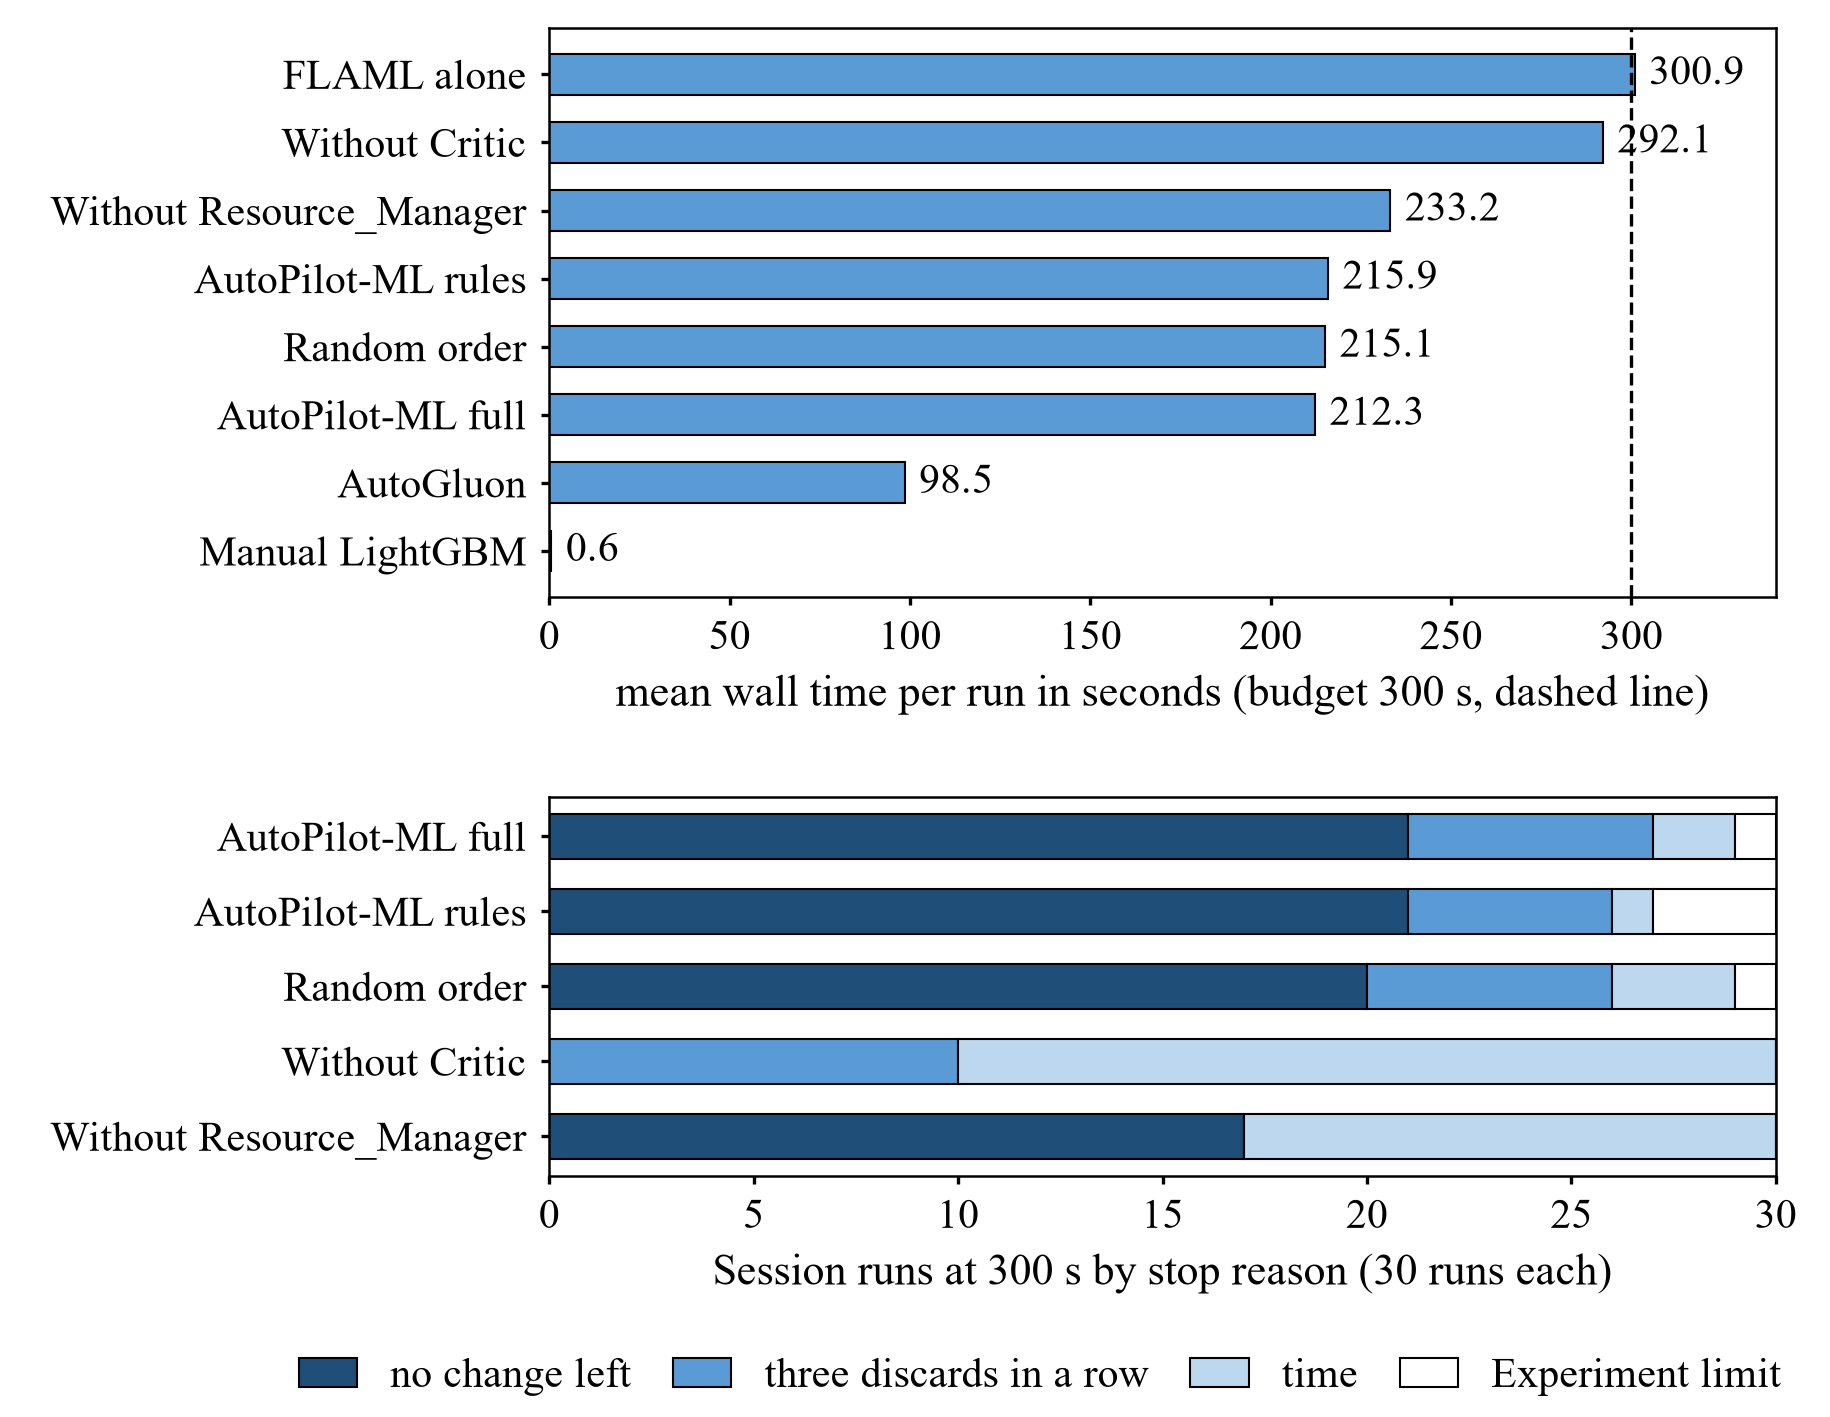 FLAML alone 300.9
Without Critic 292.1
Without Resource_Manager 233.2
AutoPilot-ML rules 215.9
Random order 215.1
AutoPilot-ML full 212.3
AutoGluon 98.5
Manual LightGBM 0.6
0 50 100 150 200 250 300
mean wall time per run in seconds (budget 300 s, dashed line)
AutoPilot-ML full
AutoPilot-ML rules
Random order
Without Critic
Without Resource_Manager
0 5 10 15 20 25 30
Session runs at 300 s by stop reason (30 runs each)
no change left three discards in a row time Experiment limit